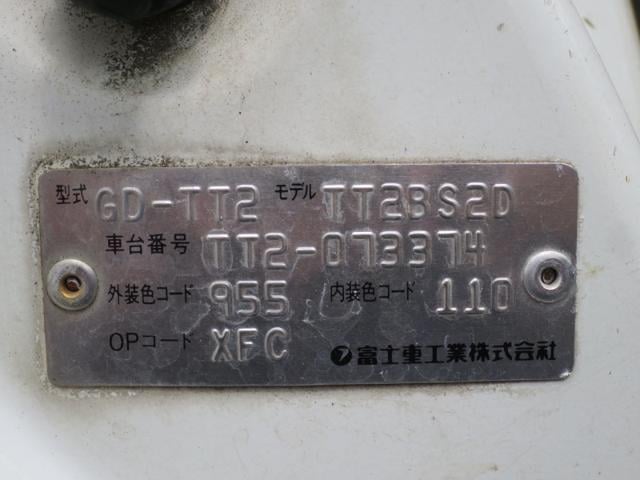 型式 GD-TT2 モデル TT2BS2D
車台番号 TT2-073374
外装色コード 955 内装色コード 110
OPコード XFC 富士重工業株式会社